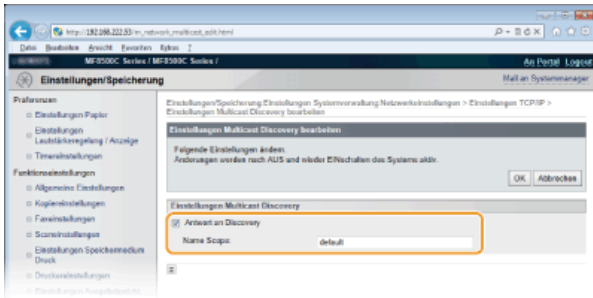 http://192.168.222.53/m_network_multicast_edit.html
Datei Bearbeiten Ansicht Favoriten Extras ?
MF8500C Series / MF8500C Series /
An Portal Logout
Einstellungen/Speicherung
Mail an Systemmanager
Präferenzen
Einstellungen Papier
Einstellungen
Lautstärkeregelung / Anzeige
Timereinstellungen
Funktionseinstellungen
Allgemeine Einstellungen
Kopiereinstellungen
Faxeinstellungen
Scaneinstellungen
Einstellungen Speichermedium
Druck
Druckereinstellungen
Einstellungen/Speicherung:Einstellungen Systemverwaltung:Netzwerkeinstellungen > Einstellungen TCP/IP >
Einstellungen Multicast Discovery bearbeiten
Einstellungen Multicast Discovery bearbeiten
Folgende Einstellungen ändern.
Änderungen werden nach AUS und wieder EINschalten des Systems aktiv.
OK Abbrechen
Einstellungen Multicast Discovery
Antwort an Discovery
Name Scope: default